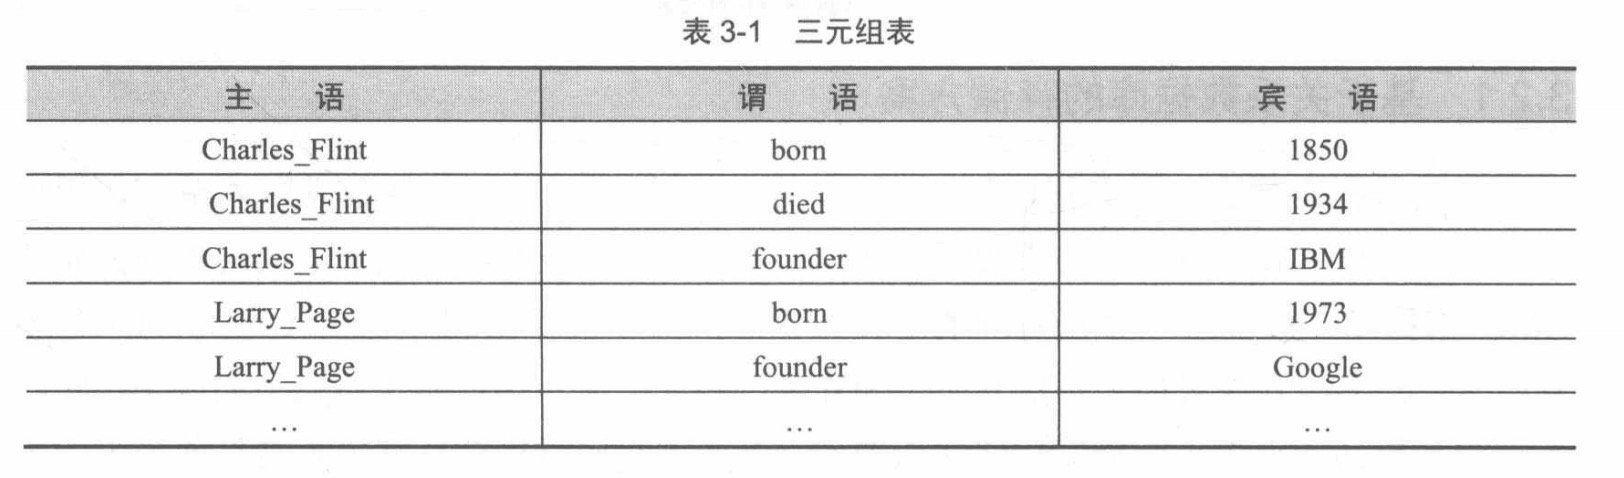 表 3-1 三元组表
主 语 谓 语 宾 语
Charles_Flint born 1850
Charles_Flint died 1934
Charles_Flint founder IBM
Larry_Page born 1973
Larry_Page founder Google
… … …